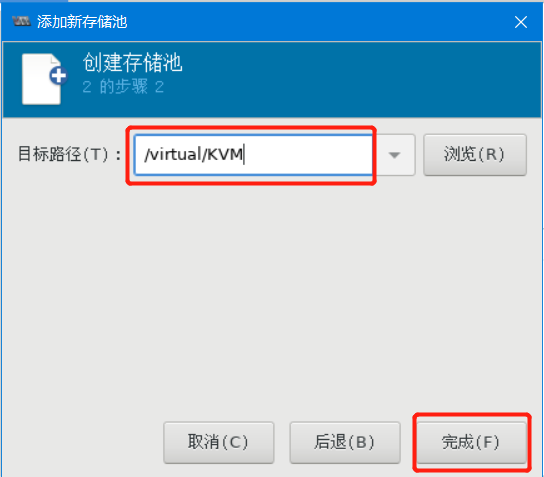 添加新存储池
创建存储池
2 的步骤 2
目标路径(T)：
/virtual/KVM
浏览(R)
取消(C)
后退(B)
完成(F)